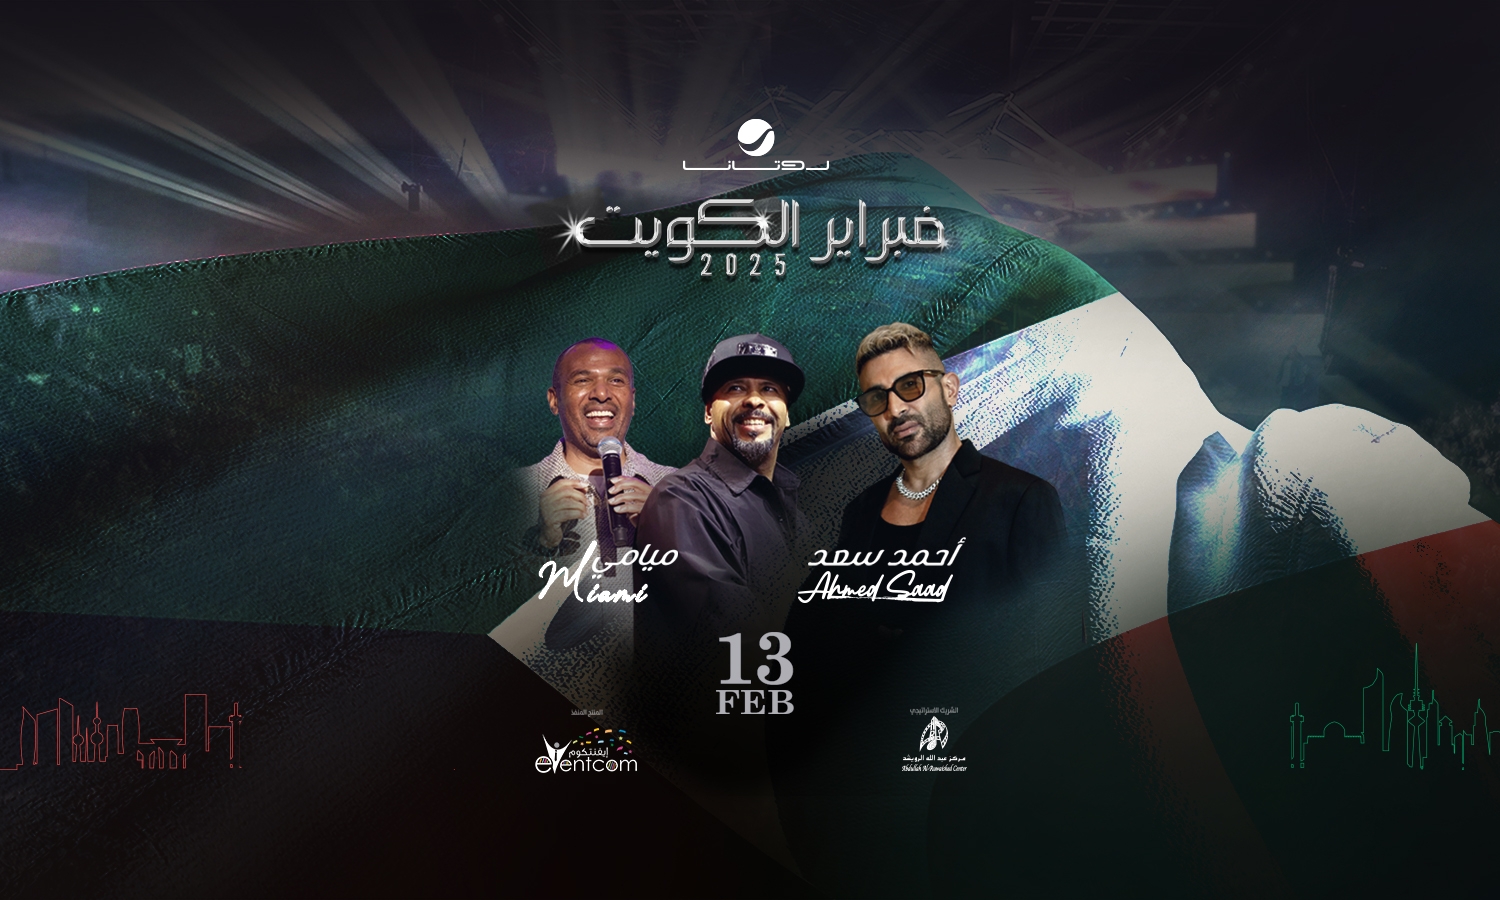 روتانا
فبراير الكويت
2025
ميامي
Miami
أحمد سعد
Ahmed Saad
13
FEB
المنتج المنفذ
ايفنتكوم
eventcom
الشريك الاستراتيجي
مركز عبد الله الرويشد
Abdullah Al-Ruwaished Center